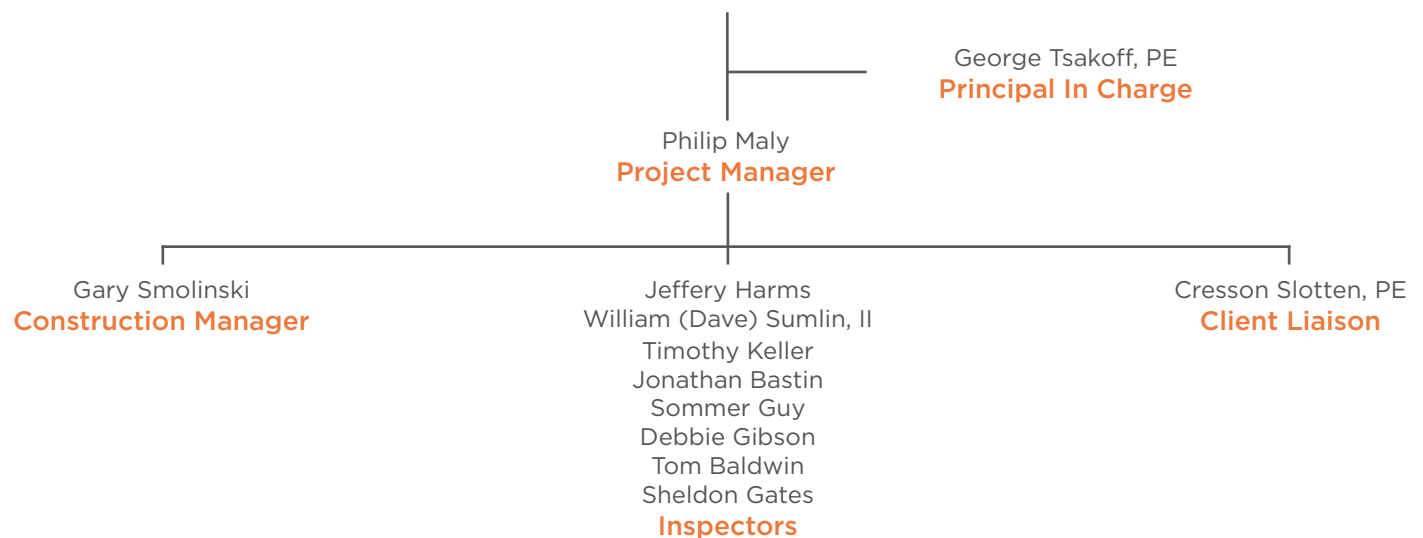 George Tsakoff, PE
Principal In Charge
Philip Maly
Project Manager
Gary Smolinski
Construction Manager
Jeffery Harms
William (Dave) Sumlin, II
Timothy Keller
Jonathan Bastin
Sommer Guy
Debbie Gibson
Tom Baldwin
Sheldon Gates
Inspectors
Cresson Slotten, PE
Client Liaison